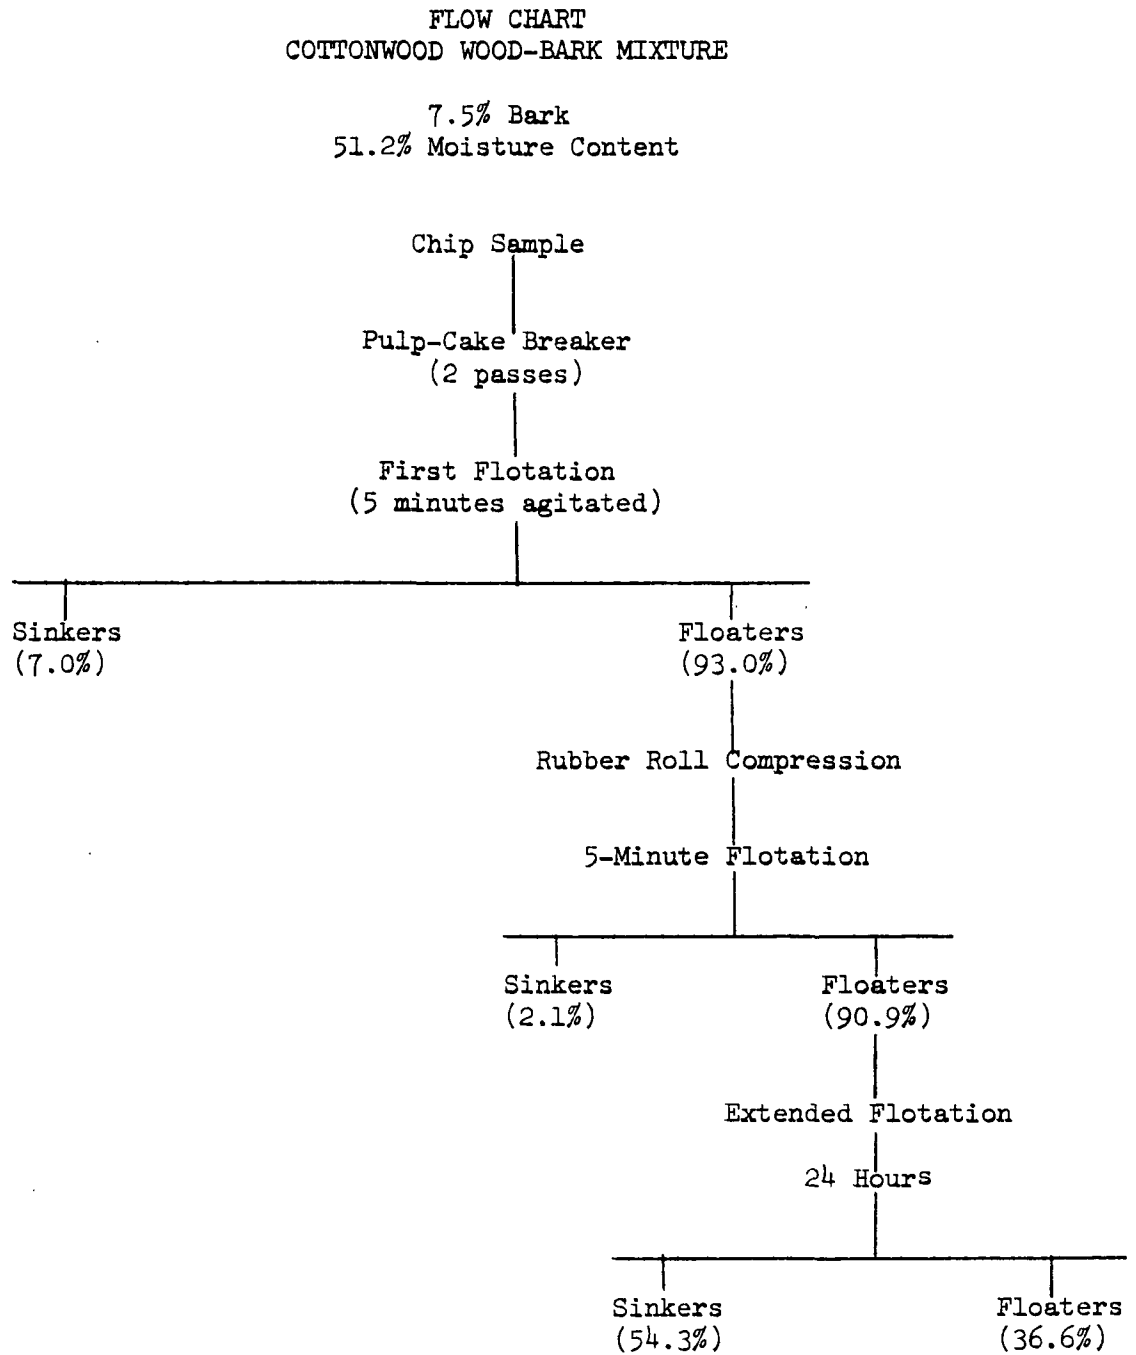 FLOW CHART
COTTONWOOD WOOD-BARK MIXTURE
7.5% Bark
51.2% Moisture Content
Chip Sample
Pulp-Cake Breaker
(2 passes)
First Flotation
(5 minutes agitated)
Sinkers Floaters
(7.0%) (93.0%)
Rubber Roll Compression
5-Minute Flotation
Sinkers Floaters
(2.1%) (90.9%)
Extended Flotation
24 Hours
Sinkers Floaters
(54.3%) (36.6%)